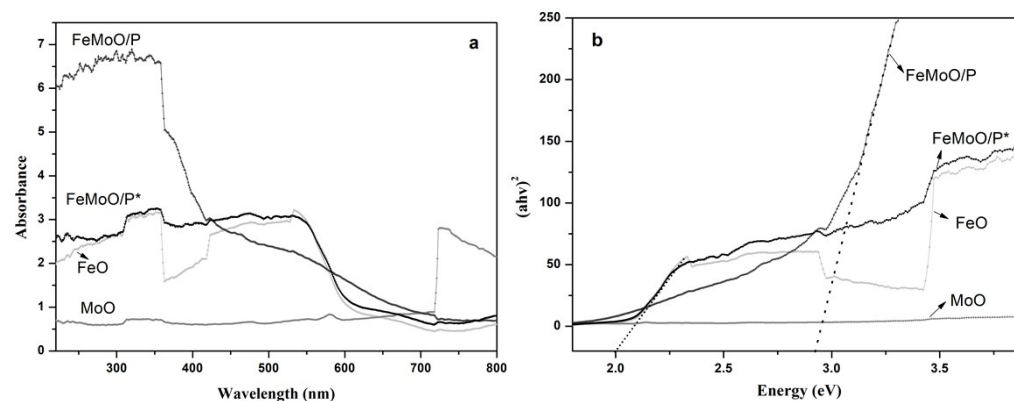 a
7
6
5
4
3
2
1
0
Absorbance
FeMoO/P
FeMoO/P*
FeO
MoO
300
400
500
600
700
800
Wavelength (nm)
b
250
200
150
100
50
0
(ahv)²
FeMoO/P
FeMoO/P*
FeO
MoO
2.0
2.5
3.0
3.5
Energy (eV)